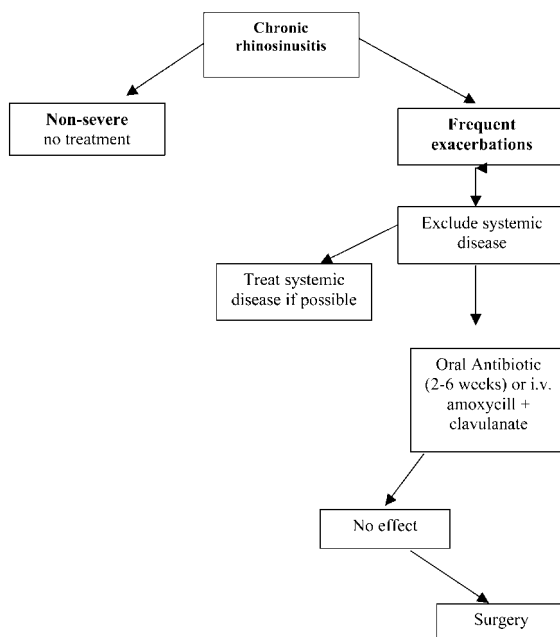 Chronic
rhinosinusitis
Non-severe
no treatment
Frequent
exacerbations
Exclude systemic
disease
Treat systemic
disease if possible
Oral Antibiotic
(2-6 weeks) or i.v.
amoxycill +
clavulanate
No effect
Surgery